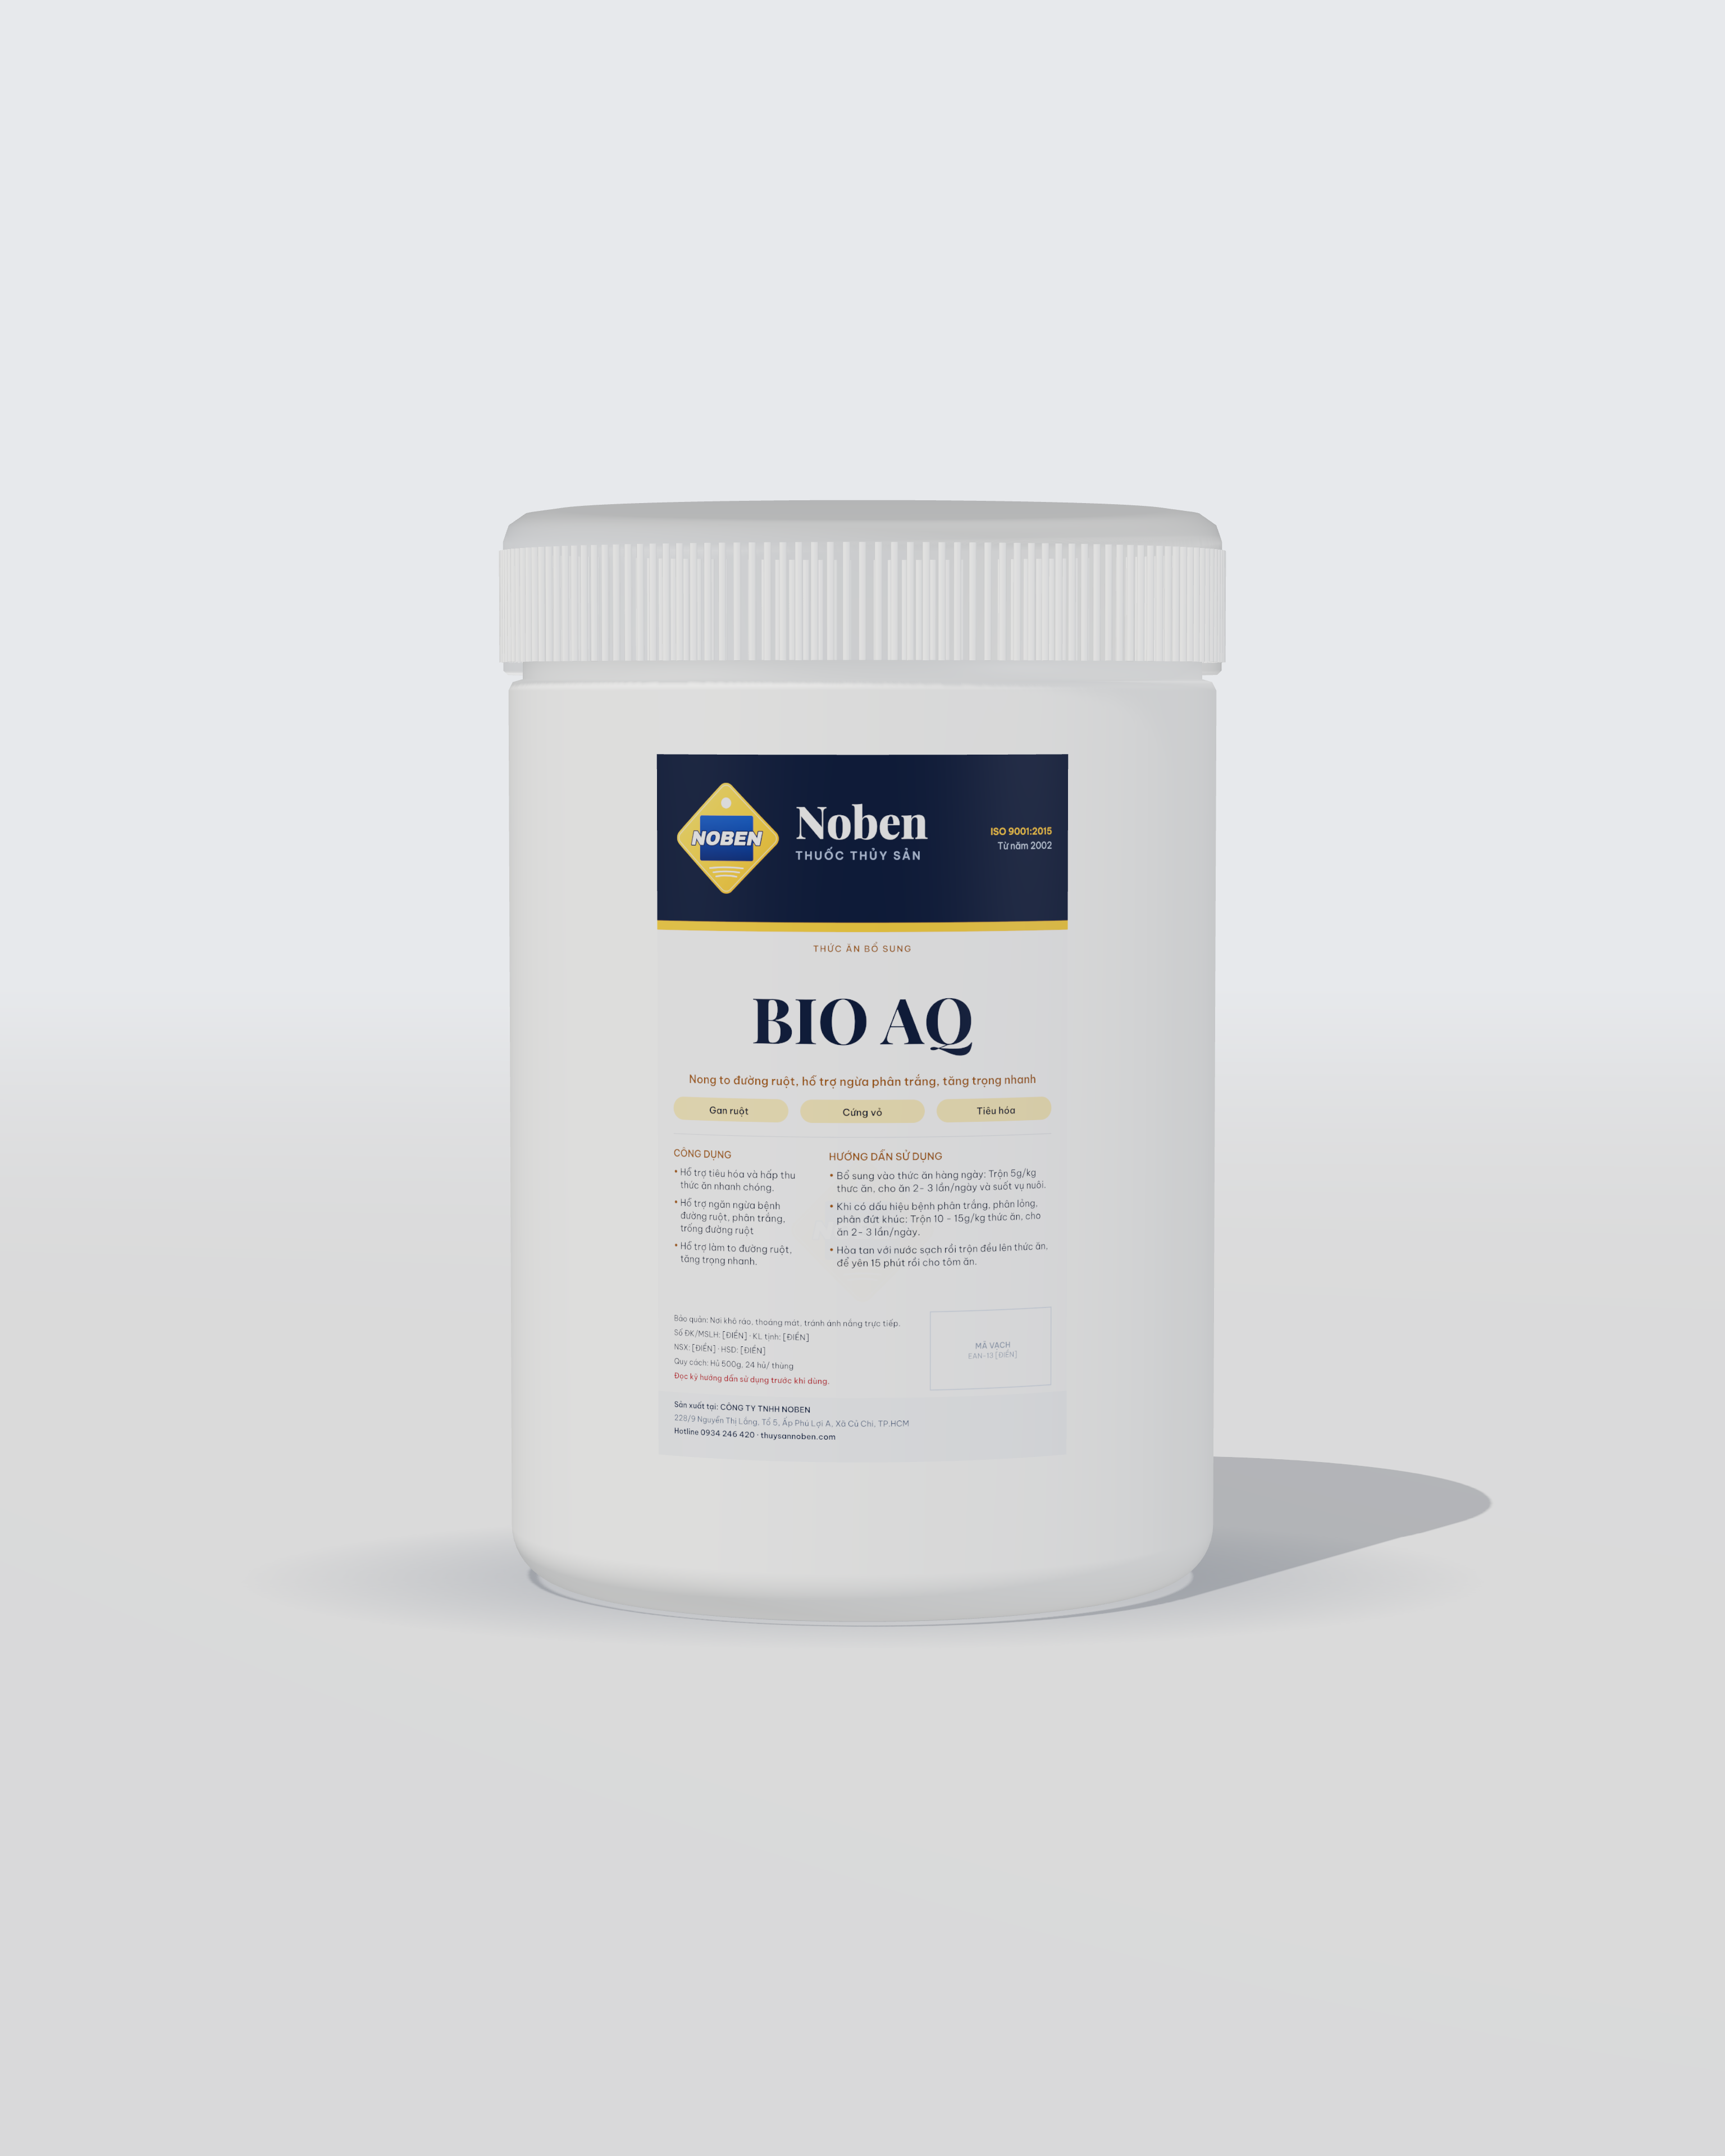 NOBEN
Noben
THUỐC THỦY SẢN
ISO 9001:2015
Từ năm 2002
THỨC ĂN BỔ SUNG
BIO AQ
Nong to đường ruột, hỗ trợ ngừa phân trắng, tăng trọng nhanh
Gan ruột
Cứng vỏ
Tiêu hóa
CÔNG DỤNG
• Hỗ trợ tiêu hóa và hấp thu
thức ăn nhanh chóng.
• Hỗ trợ ngăn ngừa bệnh
đường ruột, phân trắng,
trống đường ruột
• Hỗ trợ làm to đường ruột,
tăng trọng nhanh.
HƯỚNG DẪN SỬ DỤNG
• Bổ sung vào thức ăn hàng ngày: Trộn 5g/kg
thưc ăn, cho ăn 2- 3 lần/ngày và suốt vụ nuôi.
• Khi có dấu hiệu bệnh phân trắng, phân lỏng,
phân đứt khúc: Trộn 10 - 15g/kg thức ăn, cho
ăn 2- 3 lần/ngày.
• Hòa tan với nước sạch rồi trộn đều lên thức ăn.
để yên 15 phút rồi cho tôm ăn.
Bảo quản: Nơi khô ráo, thoáng mát, tránh ánh nắng trực tiếp.
Số ĐK/MSLH: [ĐIỀN] · KL tịnh: [ĐIỀN]
NSX: [ĐIỀN] · HSD: [ĐIỀN]
Quy cách: Hủ 500g, 24 hủ/ thùng
Đọc kỹ hướng dẫn sử dụng trước khi dùng.
MÃ VẠCH
EAN-13 [ĐIỀN]
Sản xuất tại: CÔNG TY TNHH NOBEN
228/9 Nguyễn Thị Lắng, Tổ 5, Ấp Phú Lợi A, Xã Củ Chi, TP.HCM
Hotline 0934 246 420 · thuysannoben.com